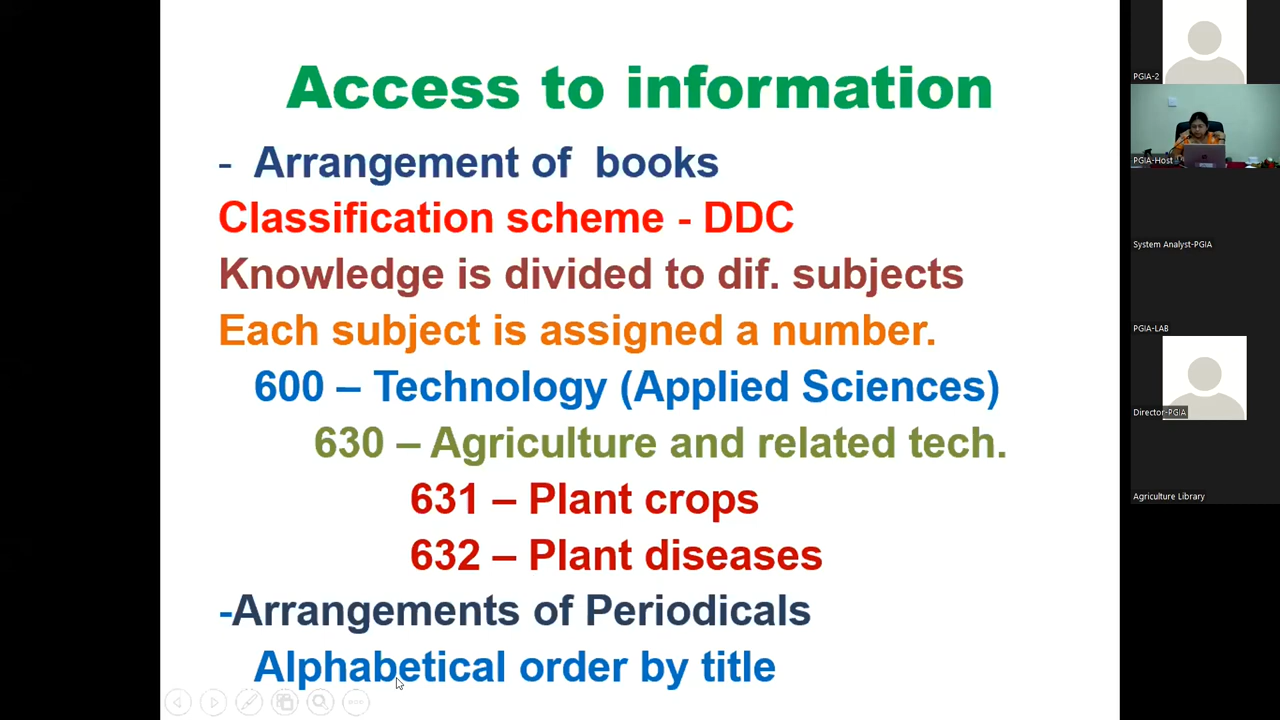 Access to information
- Arrangement of books
Classification scheme - DDC
Knowledge is divided to dif. subjects
Each subject is assigned a number.
600 – Technology (Applied Sciences)
630 – Agriculture and related tech.
631 – Plant crops
632 – Plant diseases
-Arrangements of Periodicals
Alphabetical order by title
PGIA-2
PGIA-Host
System Analyst-PGIA
PGIA-LAB
Director-PGIA
Agriculture Library